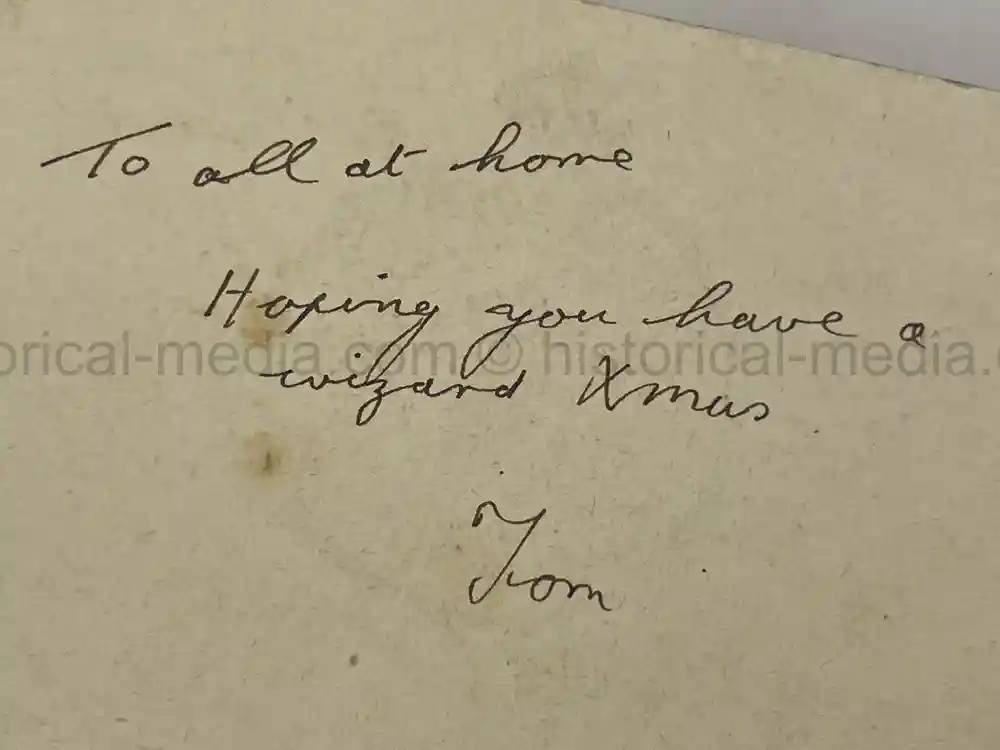 To all at home
Hoping you have a
orical-media.com © historical-media.c
wizard Xmas
Tom